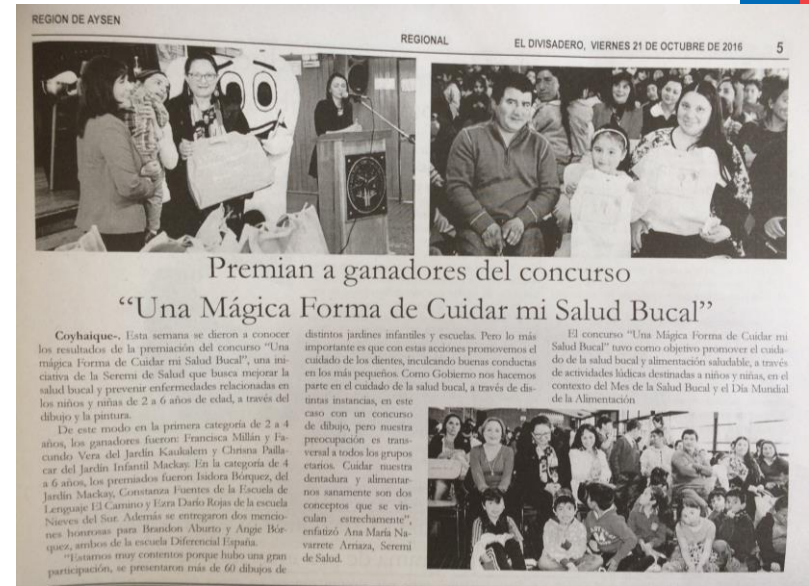 REGION DE AYSEN
REGIONAL
EL DIVISADERO, VIERNES 21 DE OCTUBRE DE 2016
5
Premian a ganadores del concurso
“Una Mágica Forma de Cuidar mi Salud Bucal”
Coyhaique-. Esta semana se dieron a conocer
los resultados de la premiación del concurso “Una
mágica Forma de Cuidar mi Salud Bucal”, una ini-
ciativa de la Seremi de Salud que busca mejorar la
salud bucal y prevenir enfermedades relacionadas en
los niños y niñas de 2 a 6 años de edad, a través del
dibujo y la pintura.
De este modo en la primera categoría de 2 a 4
años, los ganadores fueron: Francisca Millán y Fa-
cundo Vera del Jardín Kaukalem y Chrisna Pailla-
car del Jardín Infantil Mackay. En la categoría de 4
a 6 años, los premiados fueron Isidora Bórquez, del
Jardín Mackay, Constanza Fuentes de la Escuela de
Lenguaje El Camino y Ezra Darío Rojas de la escuela
Nieves del Sur. Además se entregaron dos mencio-
nes honrosas para Brandon Aburto y Angie Bór-
quez, ambos de la escuela Diferencial España.
“Estamos muy contentos porque hubo una gran
participación, se presentaron más de 60 dibujos de
distintos jardines infantiles y escuelas. Pero lo más
importante es que con estas acciones promovemos el
cuidado de los dientes, inculcando buenas conductas
en los más pequeños. Como Gobierno nos hacemos
parte en el cuidado de la salud bucal, a través de dis-
tintas instancias, en este
caso con un concurso
de dibujo, pero nuestra
preocupación es trans-
versal a todos los grupos
etarios. Cuidar nuestra
dentadura y alimentar-
nos sanamente son dos
conceptos que se vin-
culan estrechamente”,
enfatizó Ana María Na-
varrete Arriaza, Seremi
de Salud.
El concurso “Una Mágica Forma de Cuidar mi
Salud Bucal” tuvo como objetivo promover el cuida-
do de la salud bucal y alimentación saludable, a través
de actividades lúdicas destinadas a niños y niñas, en el
contexto del Mes de la Salud Bucal y el Día Mundial
de la Alimentación